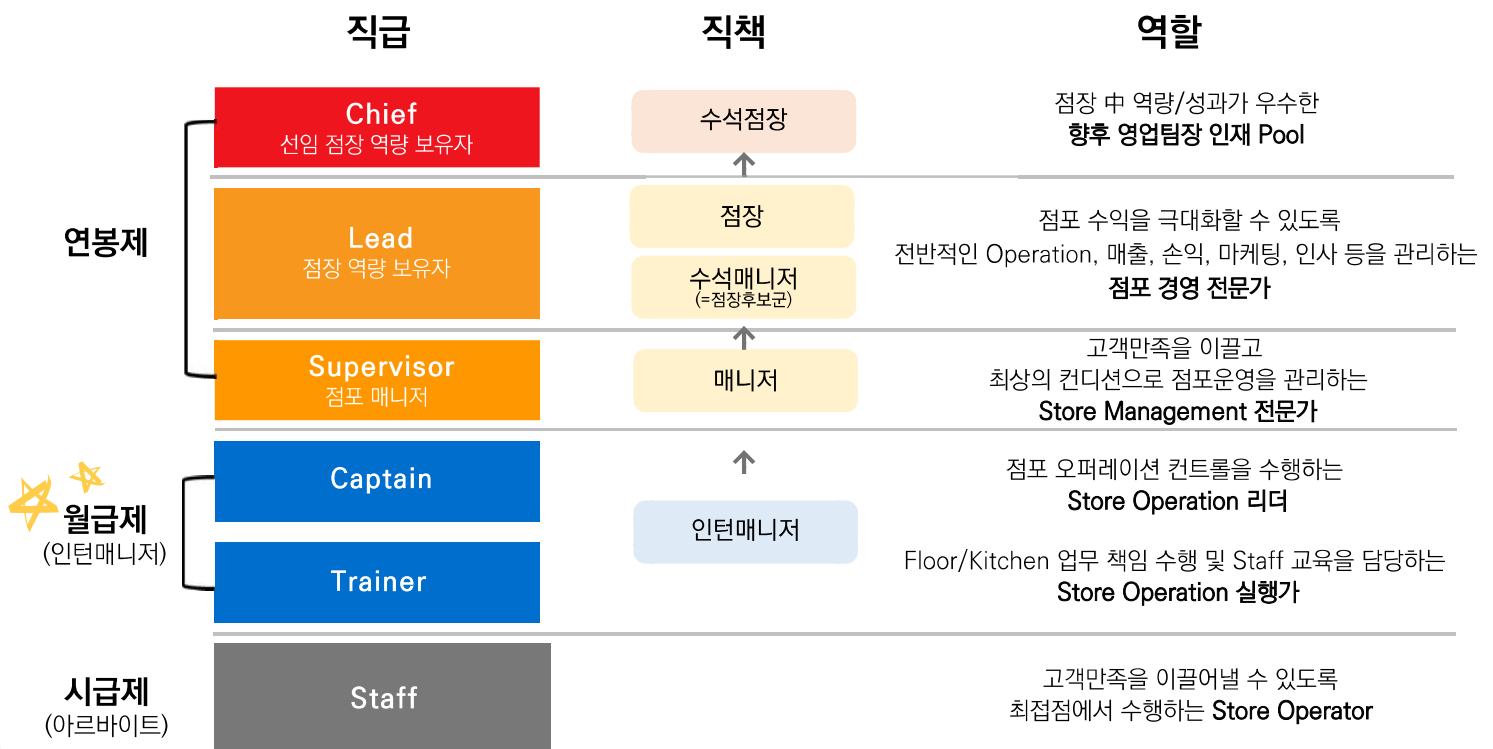 직급
직책
역할
연봉제
Chief
선임 점장 역량 보유자
수석점장
점장 中 역량/성과가 우수한
향후 영업팀장 인재 Pool
Lead
점장 역량 보유자
점장
수석매니저
(=점장후보군)
점포 수익을 극대화할 수 있도록
전반적인 Operation, 매출, 손익, 마케팅, 인사 등을 관리하는
점포 경영 전문가
Supervisor
점포 매니저
매니저
고객만족을 이끌고
최상의 컨디션으로 점포운영을 관리하는
Store Management 전문가
월급제
(인턴매니저)
Captain
인턴매니저
점포 오퍼레이션 컨트롤을 수행하는
Store Operation 리더
Trainer
Floor/Kitchen 업무 책임 수행 및 Staff 교육을 담당하는
Store Operation 실행가
시급제
(아르바이트)
Staff
고객만족을 이끌어낼 수 있도록
최접점에서 수행하는 Store Operator